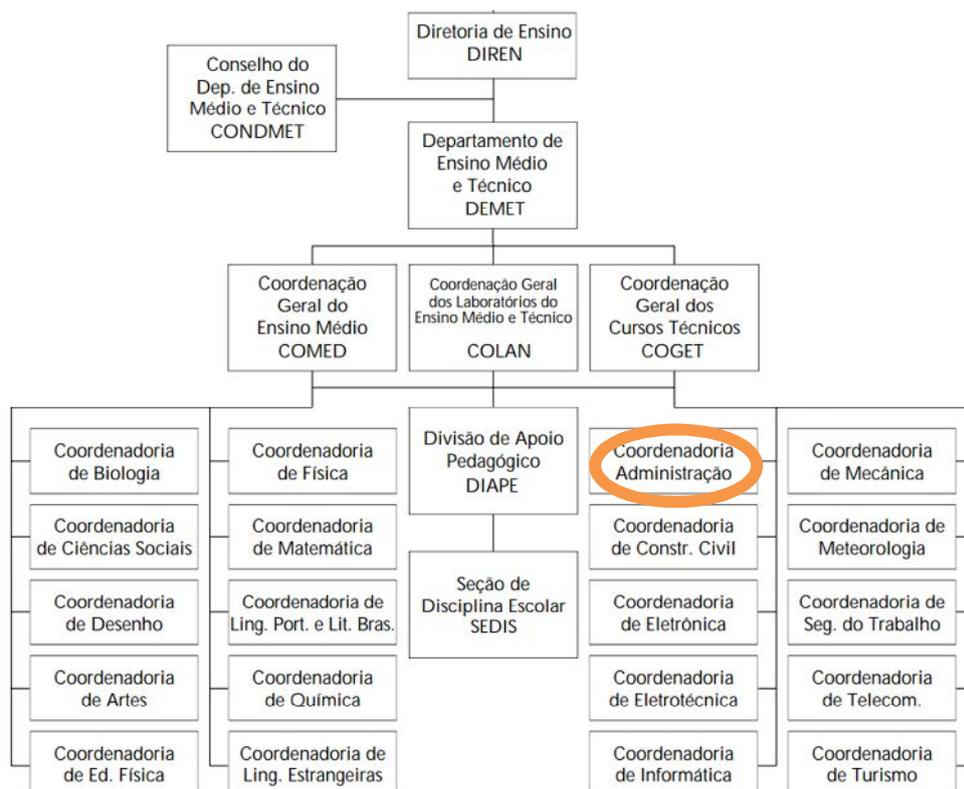 Diretoria de Ensino
DIREN
Conselho do
Dep. de Ensino
Médio e Técnico
CONDMET
Departamento de
Ensino Médio
e Técnico
DEMET
Coordenação
Geral do
Ensino Médio
COMED
Coordenação Geral
dos Laboratórios do
Ensino Médio e Técnico
COLAN
Coordenação
Geral dos
Cursos Técnicos
COGET
Coordenadoria
de Biologia
Coordenadoria
de Física
Divisão de Apoio
Pedagógico
DIAPE
Coordenadoria
Administração
Coordenadoria
de Mecânica
Coordenadoria
de Ciências Sociais
Coordenadoria
de Matemática
Coordenadoria
de Constr. Civil
Coordenadoria de
Meteorologia
Coordenadoria
de Desenho
Coordenadoria de
Ling. Port. e Lit. Bras.
Seção de
Disciplina Escolar
SEDIS
Coordenadoria
de Eletrônica
Coordenadoria de
Seg. do Trabalho
Coordenadoria
de Artes
Coordenadoria
de Química
Coordenadoria
de Eletrotécnica
Coordenadoria
de Telecom.
Coordenadoria
de Ed. Física
Coordenadoria de
Ling. Estrangeiras
Coordenadoria
de Informática
Coordenadoria
de Turismo